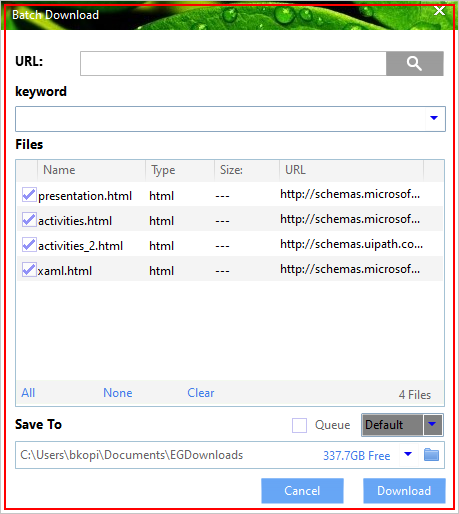 Batch Download
URL:
keyword
Files
Name Type Size: URL
presentation.html html --- http://schemas.microsof...
activities.html html --- http://schemas.microsof...
activities_2.html html --- http://schemas.uipath.co...
xaml.html html --- http://schemas.microsof...
All None Clear 4 Files
Save To Queue Default
C:\Users\bkopi\Documents\EGDownloads 337.7GB Free
Cancel Download